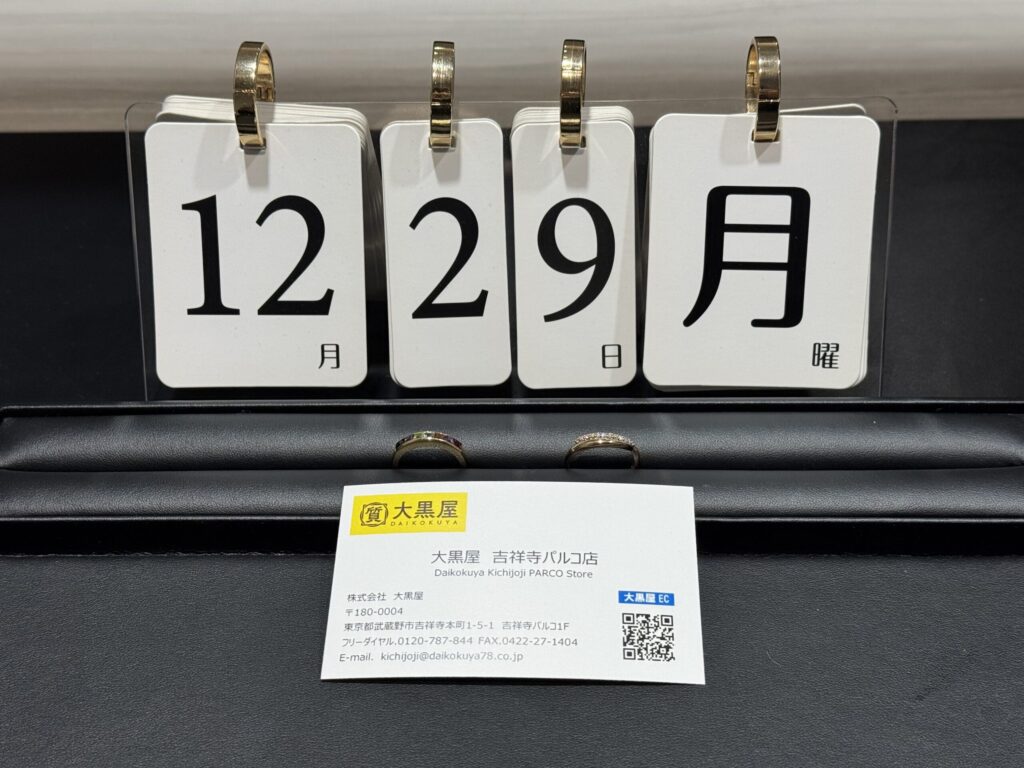 12
月
2
9
日
月
曜
質 大黒屋
DAIKOKUYA
大黒屋 吉祥寺パルコ店
Daikokuya Kichijoji PARCO Store
株式会社 大黒屋
〒180-0004
東京都武蔵野市吉祥寺本町1-5-1 吉祥寺パルコ1F
フリーダイヤル.0120-787-844 FAX.0422-27-1404
E-mail. kichijoji@daikokuya78.co.jp
大黒屋 EC